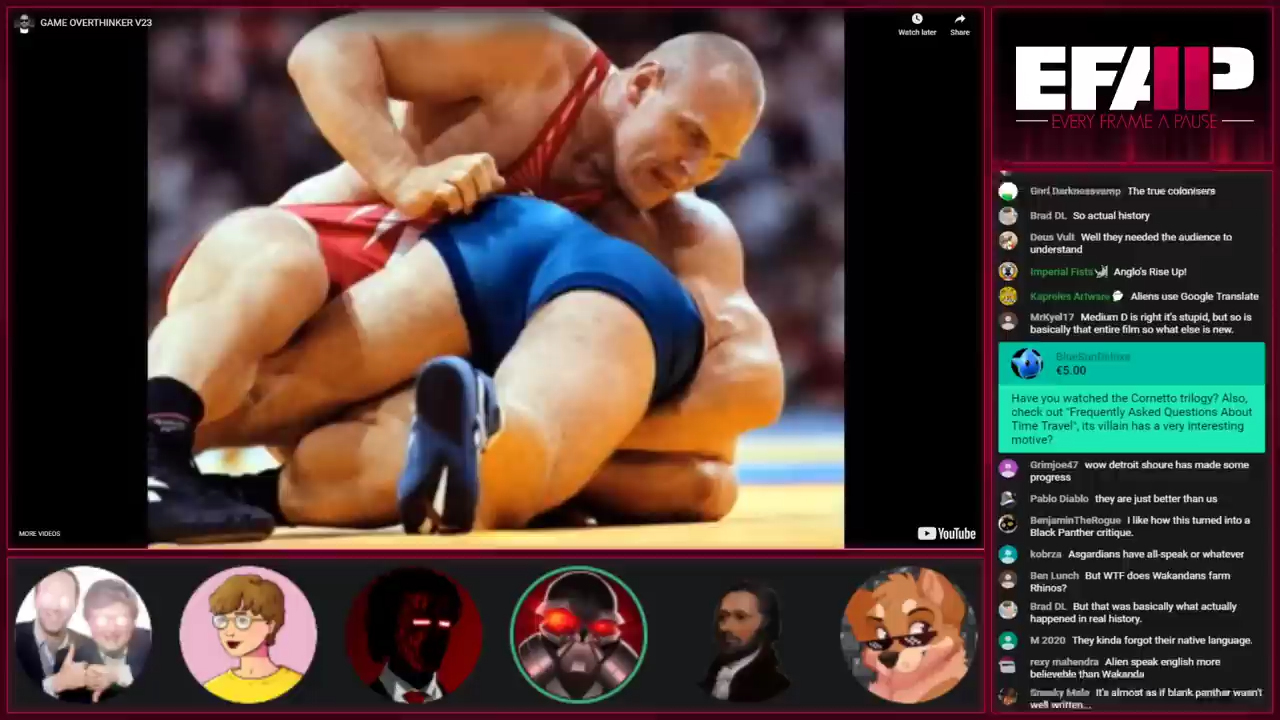 GAME OVERTHINKER V23
Watch later
Share
MORE VIDEOS
YouTube
EFAP
EVERY FRAME A PAUSE
The true colonisers
Brad DL So actual history
Deus Vult Well they needed the audience to
understand
Imperial Fists Anglo's Rise Up!
Kaproles Artware Aliens use Google Translate
MrKyel17 Medium D is right it's stupid, but so is
basically that entire film so what else is new.
BlueSunDeluxe
€5.00
Have you watched the Cornetto trilogy? Also,
check out "Frequently Asked Questions About
Time Travel", its villain has a very interesting
motive?
Grimjoe47 wow detroit shoure has made some
progress
Pablo Diablo they are just better than us
BenjaminTheRogue I like how this turned into a
Black Panther critique.
kobrza Asgardians have all-speak or whatever
Ben Lunch But WTF does Wakandans farm
Rhinos?
Brad DL But that was basically what actually
happened in real history.
M 2020 They kinda forgot their native language.
rexy mahendra Alien speak english more
believeble than Wakanda
It's almost as if blank panther wasn't
well written...